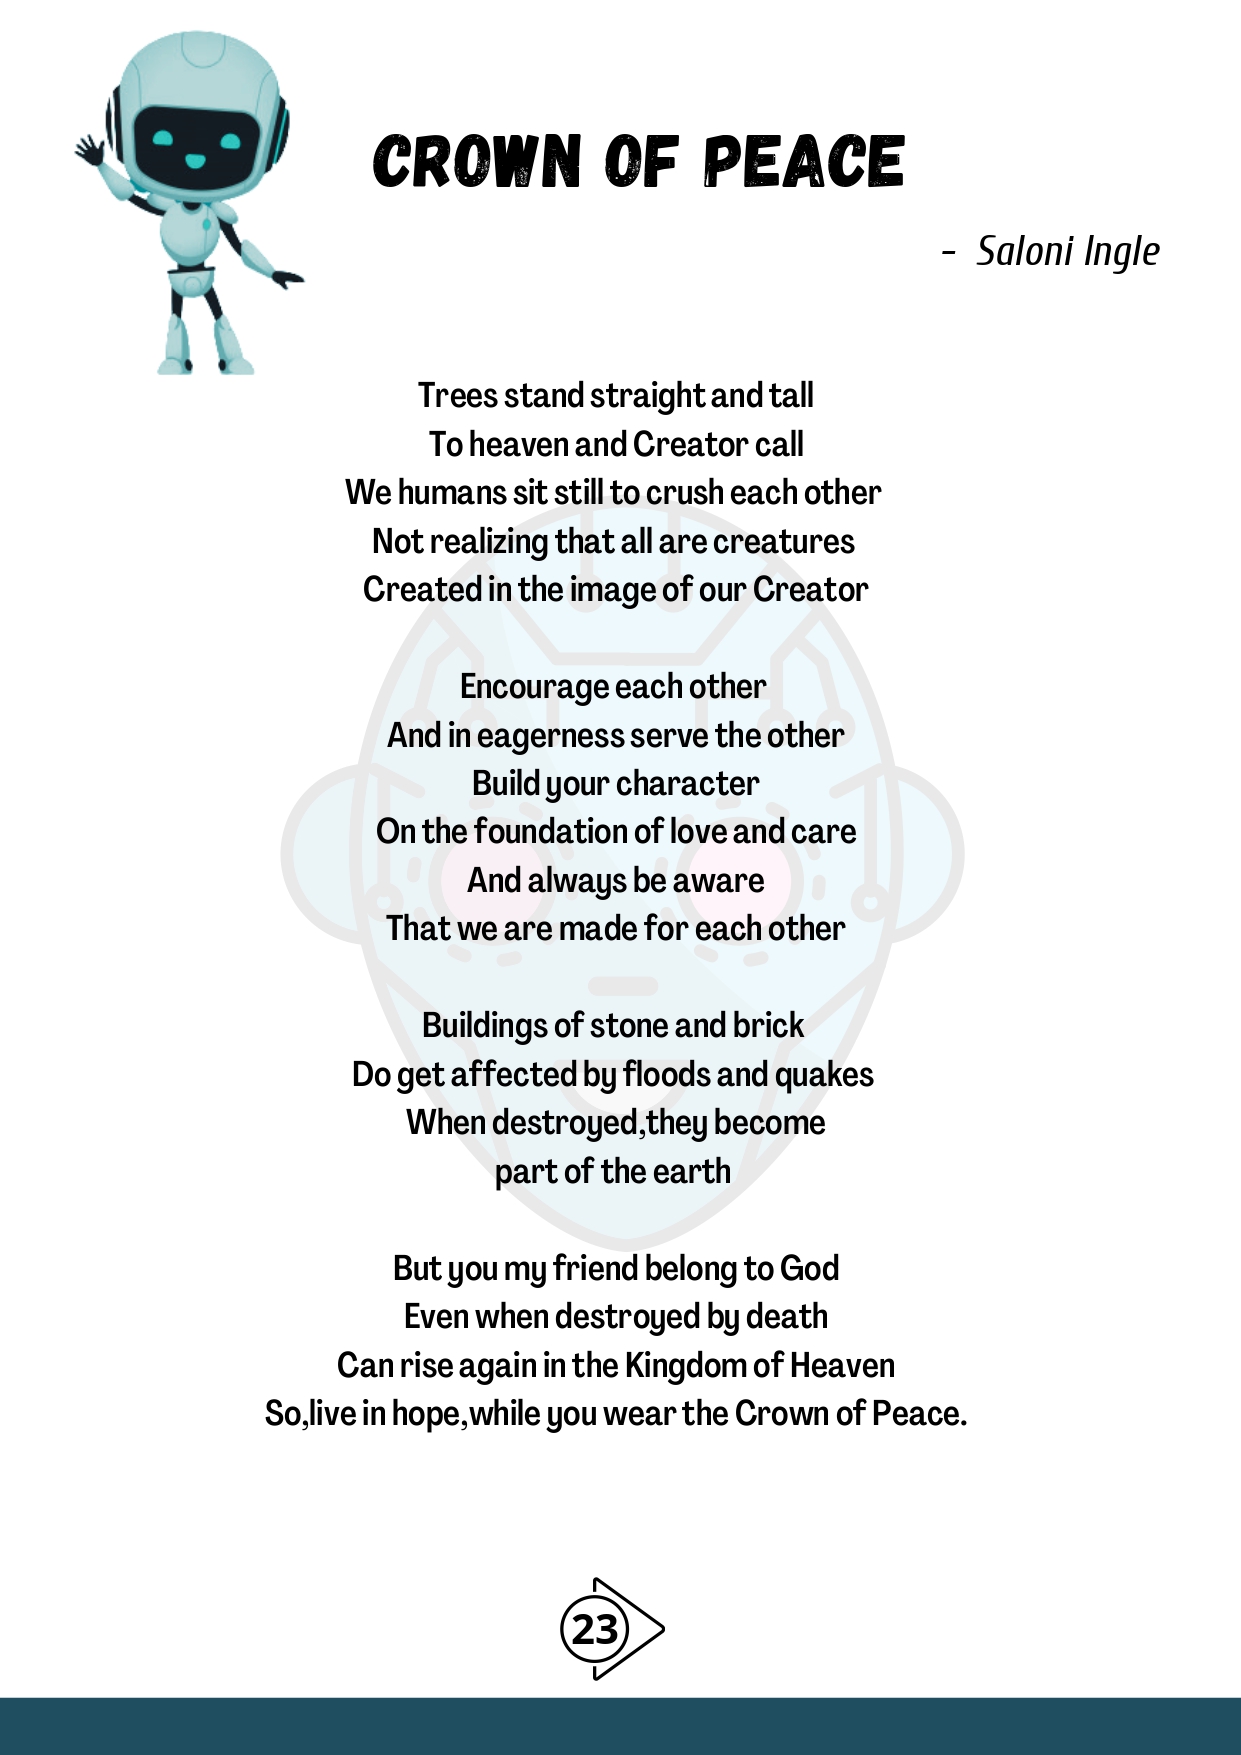 CROWN OF PEACE
- Saloni Ingle
Trees stand straight and tall
To heaven and Creator call
We humans sit still to crush each other
Not realizing that all are creatures
Created in the image of our Creator
Encourage each other
And in eagerness serve the other
Build your character
On the foundation of love and care
And always be aware
That we are made for each other
Buildings of stone and brick
Do get affected by floods and quakes
When destroyed,they become
part of the earth
But you my friend belong to God
Even when destroyed by death
Can rise again in the Kingdom of Heaven
So,live in hope,while you wear the Crown of Peace.
23